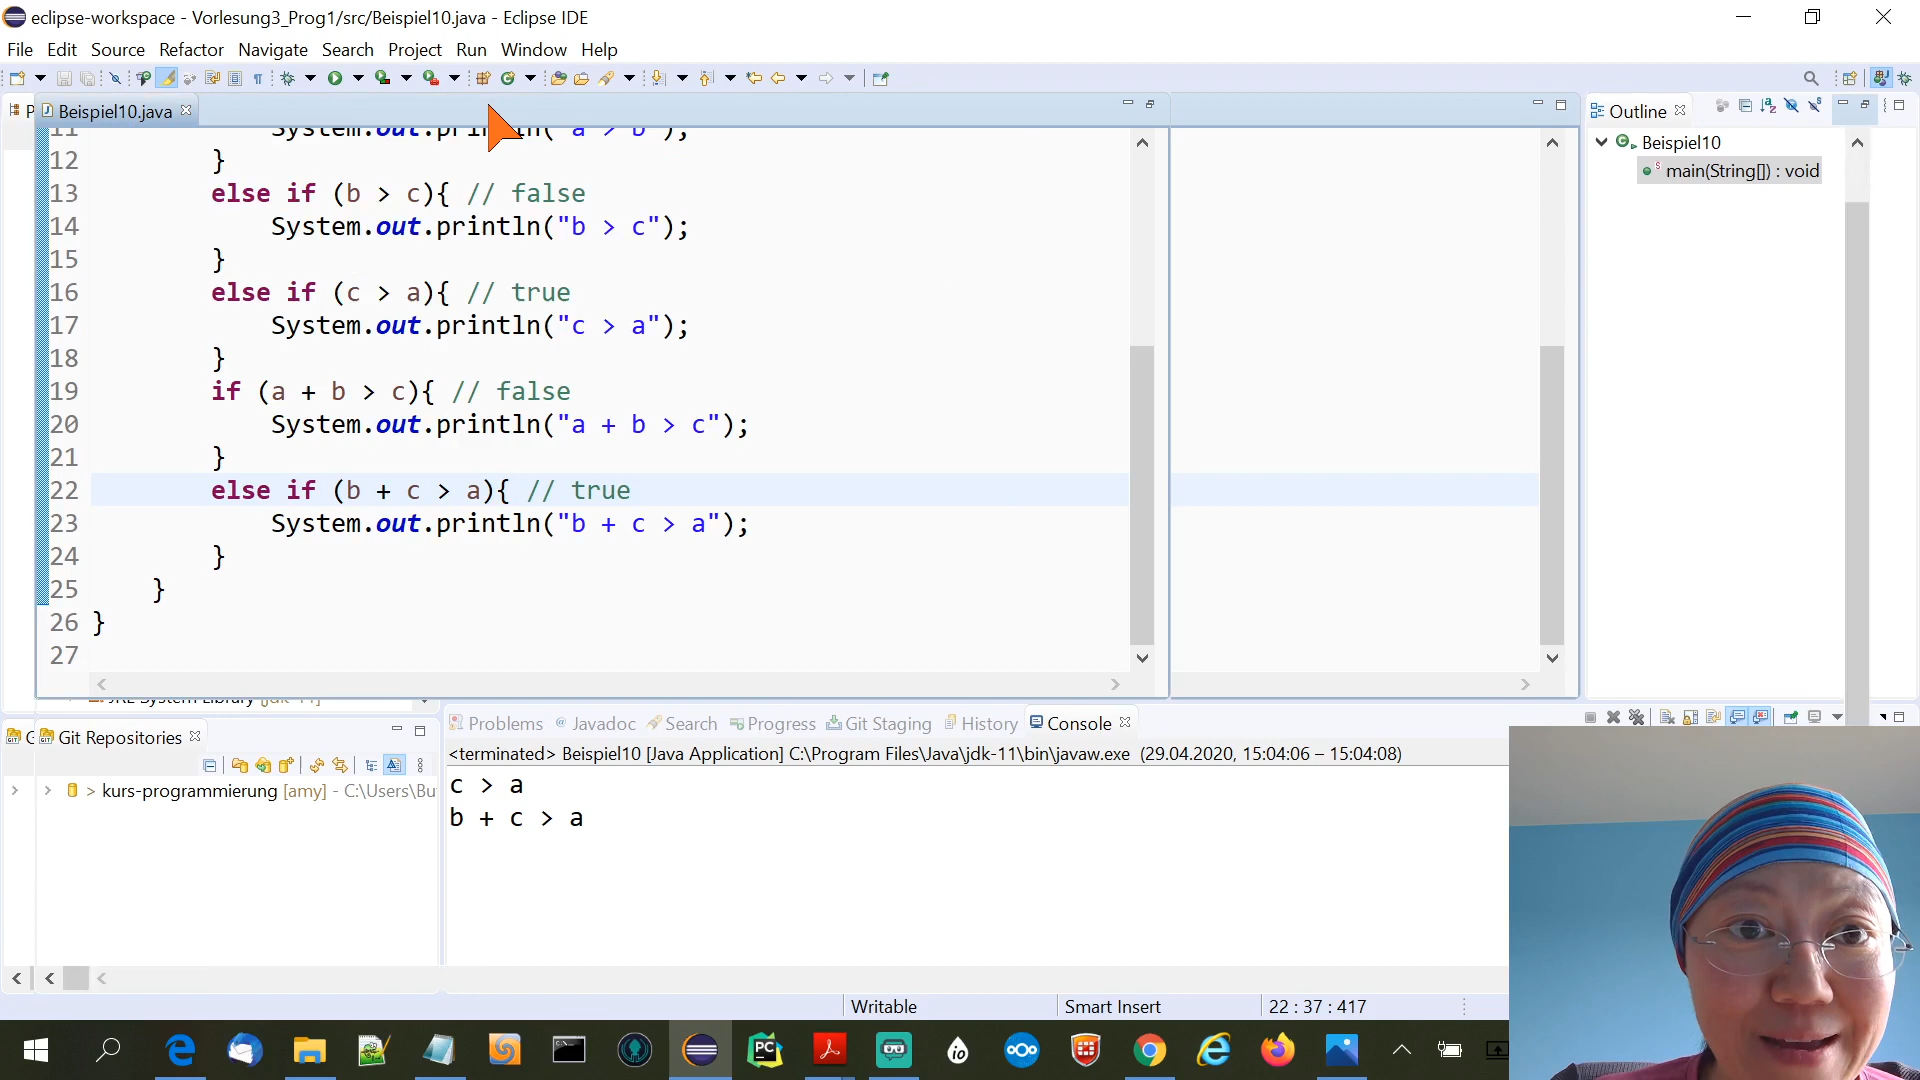 eclipse-workspace - Vorlesung3_Prog1/src/Beispiel10.java - Eclipse IDE
File Edit Source Refactor Navigate Search Project Run Window Help
P Beispiel10.java
Outline
11 System.out.println("a > b");
12 }
13 else if (b > c){ // false
14 System.out.println("b > c");
15 }
16 else if (c > a){ // true
17 System.out.println("c > a");
18 }
19 if (a + b > c){ // false
20 System.out.println("a + b > c");
21 }
22 else if (b + c > a){ // true
23 System.out.println("b + c > a");
24 }
25 }
26 }
27
Beispiel10
main(String[]) : void
JRE System Library [jdk-11]
G Git Repositories
> kurs-programmierung [amy] - C:\Users\Bu
Problems @ Javadoc Search Progress Git Staging History Console
<terminated> Beispiel10 [Java Application] C:\Program Files\Java\jdk-11\bin\javaw.exe (29.04.2020, 15:04:06 – 15:04:08)
c > a
b + c > a
Writable Smart Insert 22 : 37 : 417
PC
io